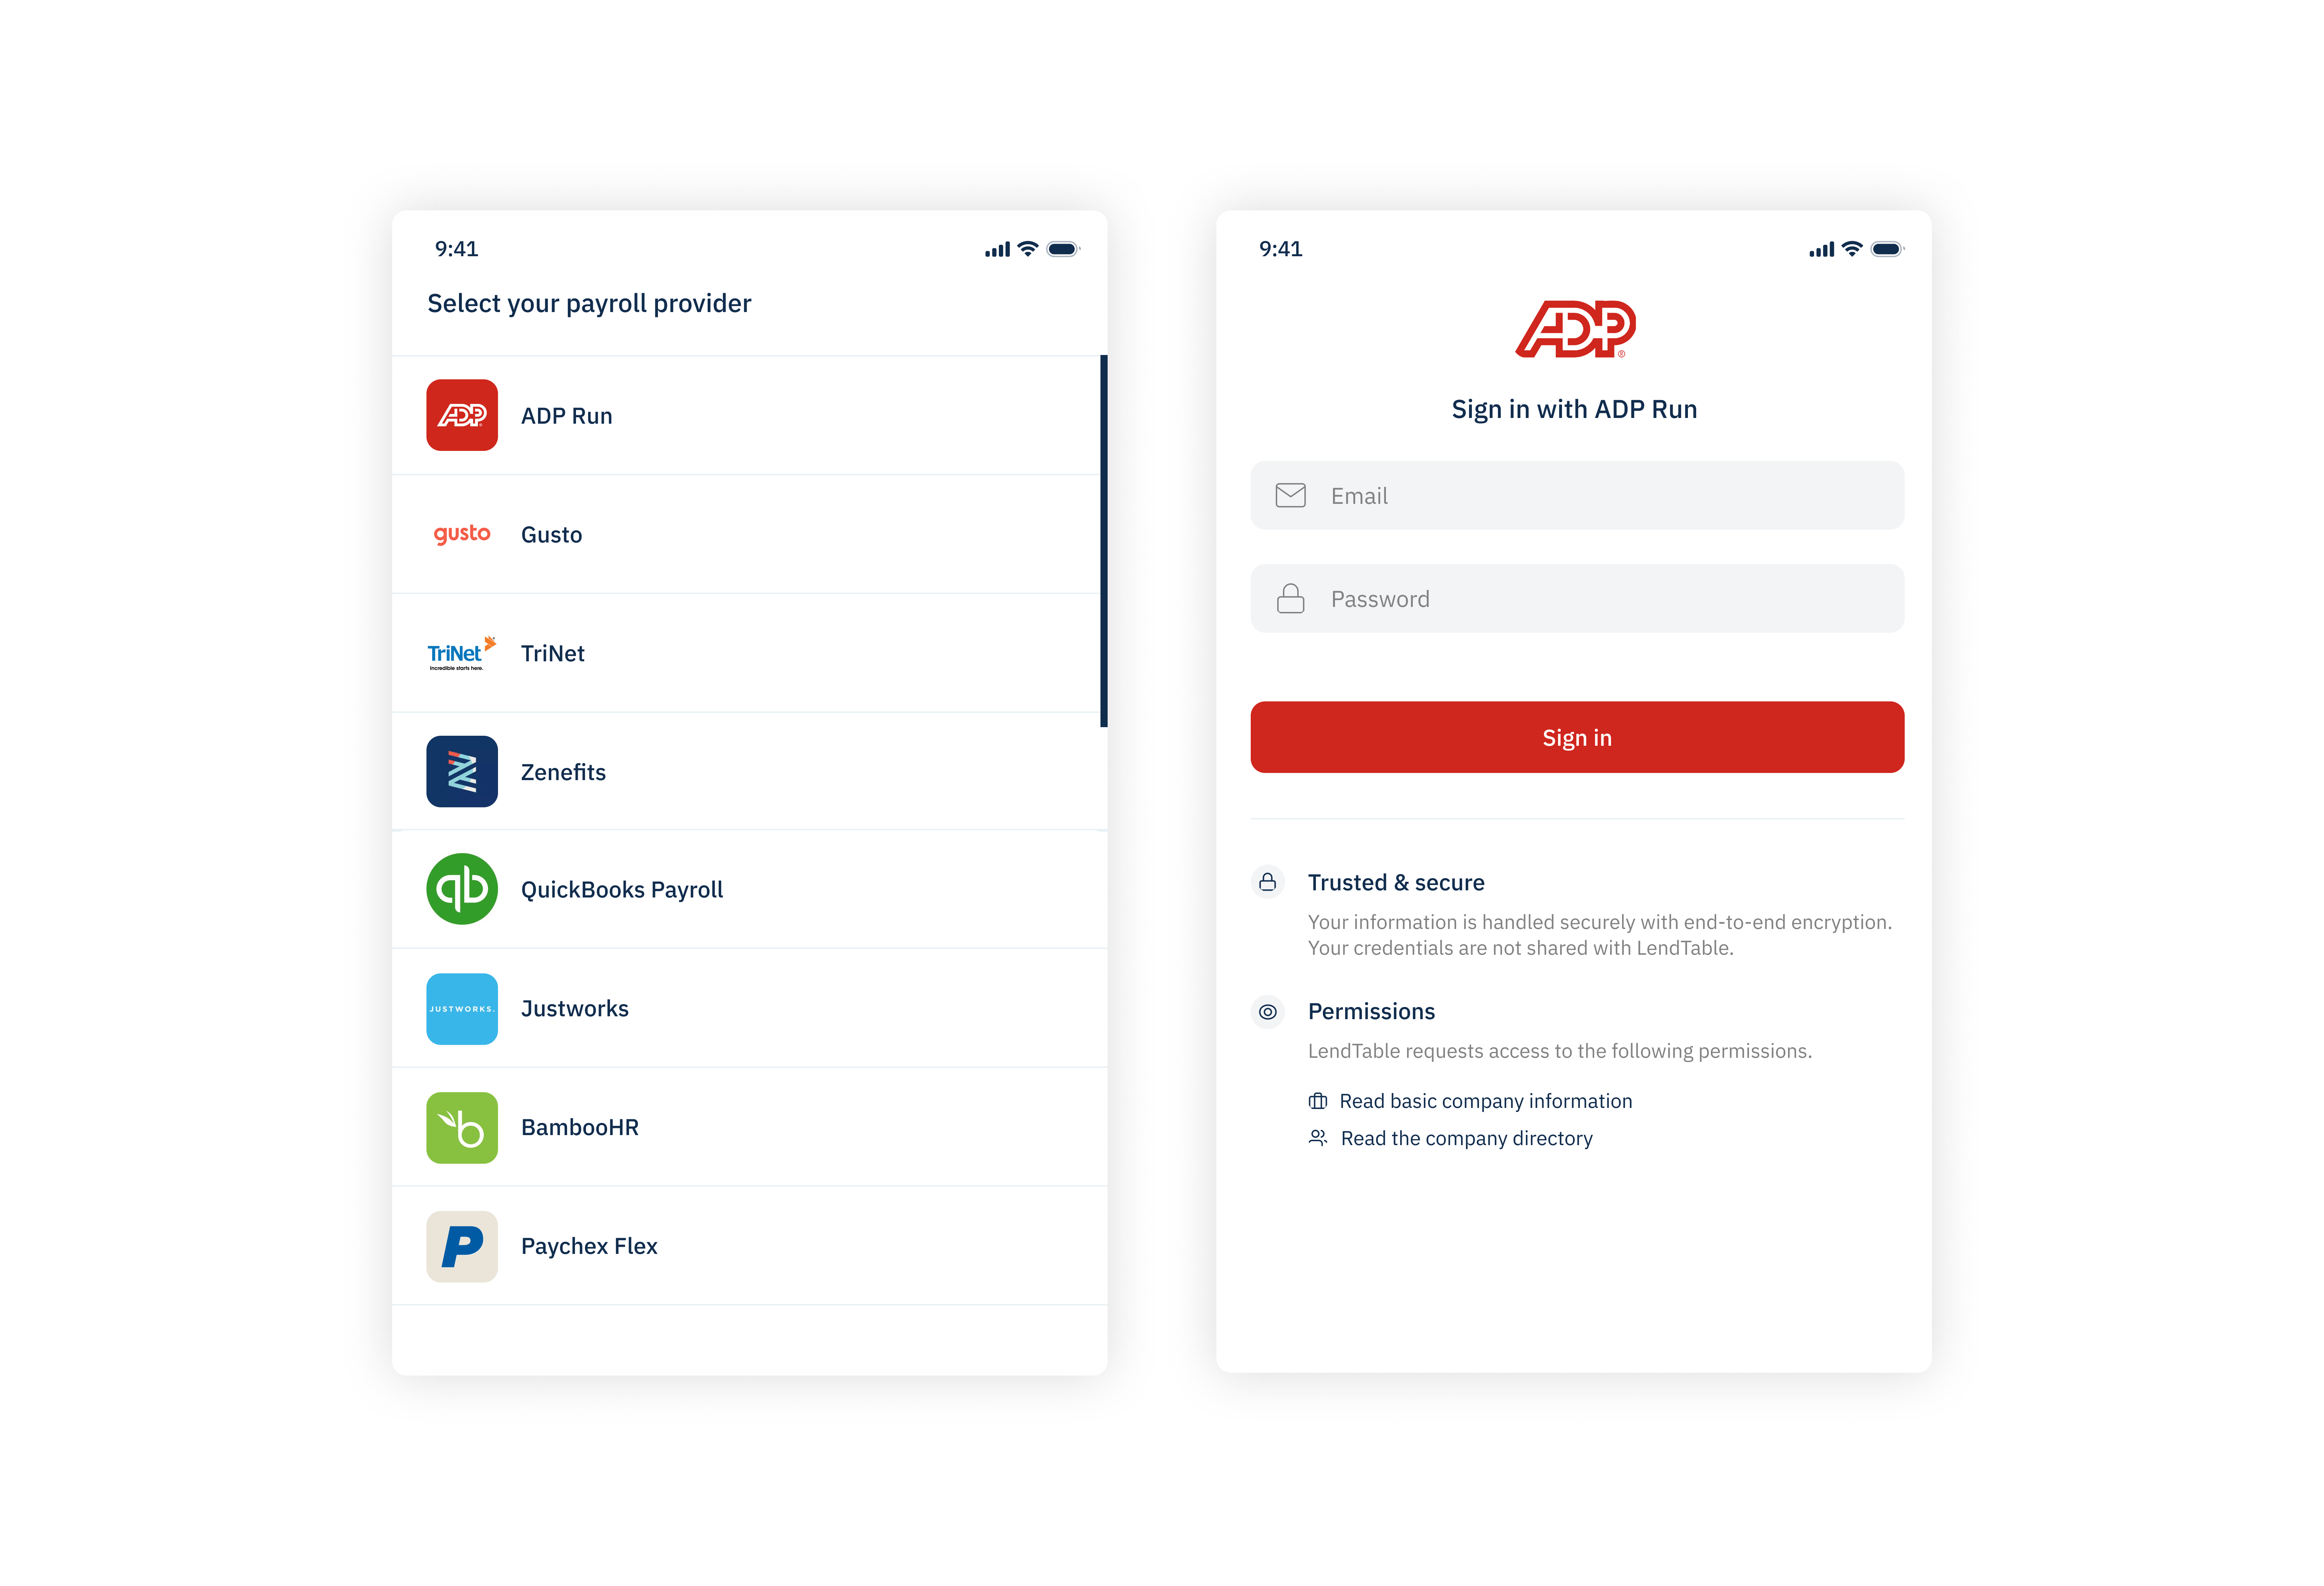 9:41
Select your payroll provider
ADP
ADP Run
gusto
Gusto
TriNet
Incredible starts here.
TriNet
Zenefits
qb
QuickBooks Payroll
JUSTWORKS.
Justworks
b
BambooHR
P
Paychex Flex
9:41
ADP®
Sign in with ADP Run
Email
Password
Sign in
Trusted & secure
Your information is handled securely with end-to-end encryption.
Your credentials are not shared with LendTable.
Permissions
LendTable requests access to the following permissions.
Read basic company information
Read the company directory